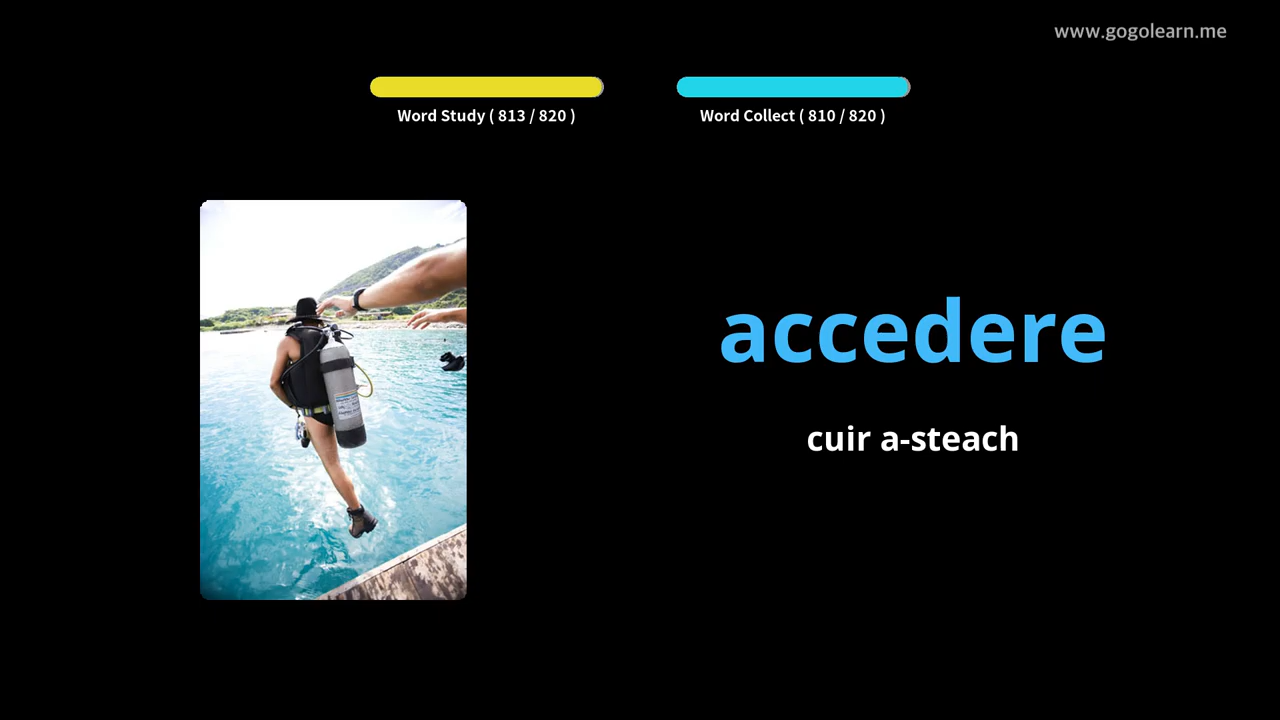 www.gogolearn.me
Word Study ( 813 / 820 )
Word Collect ( 810 / 820 )
accedere
cuir a-steach